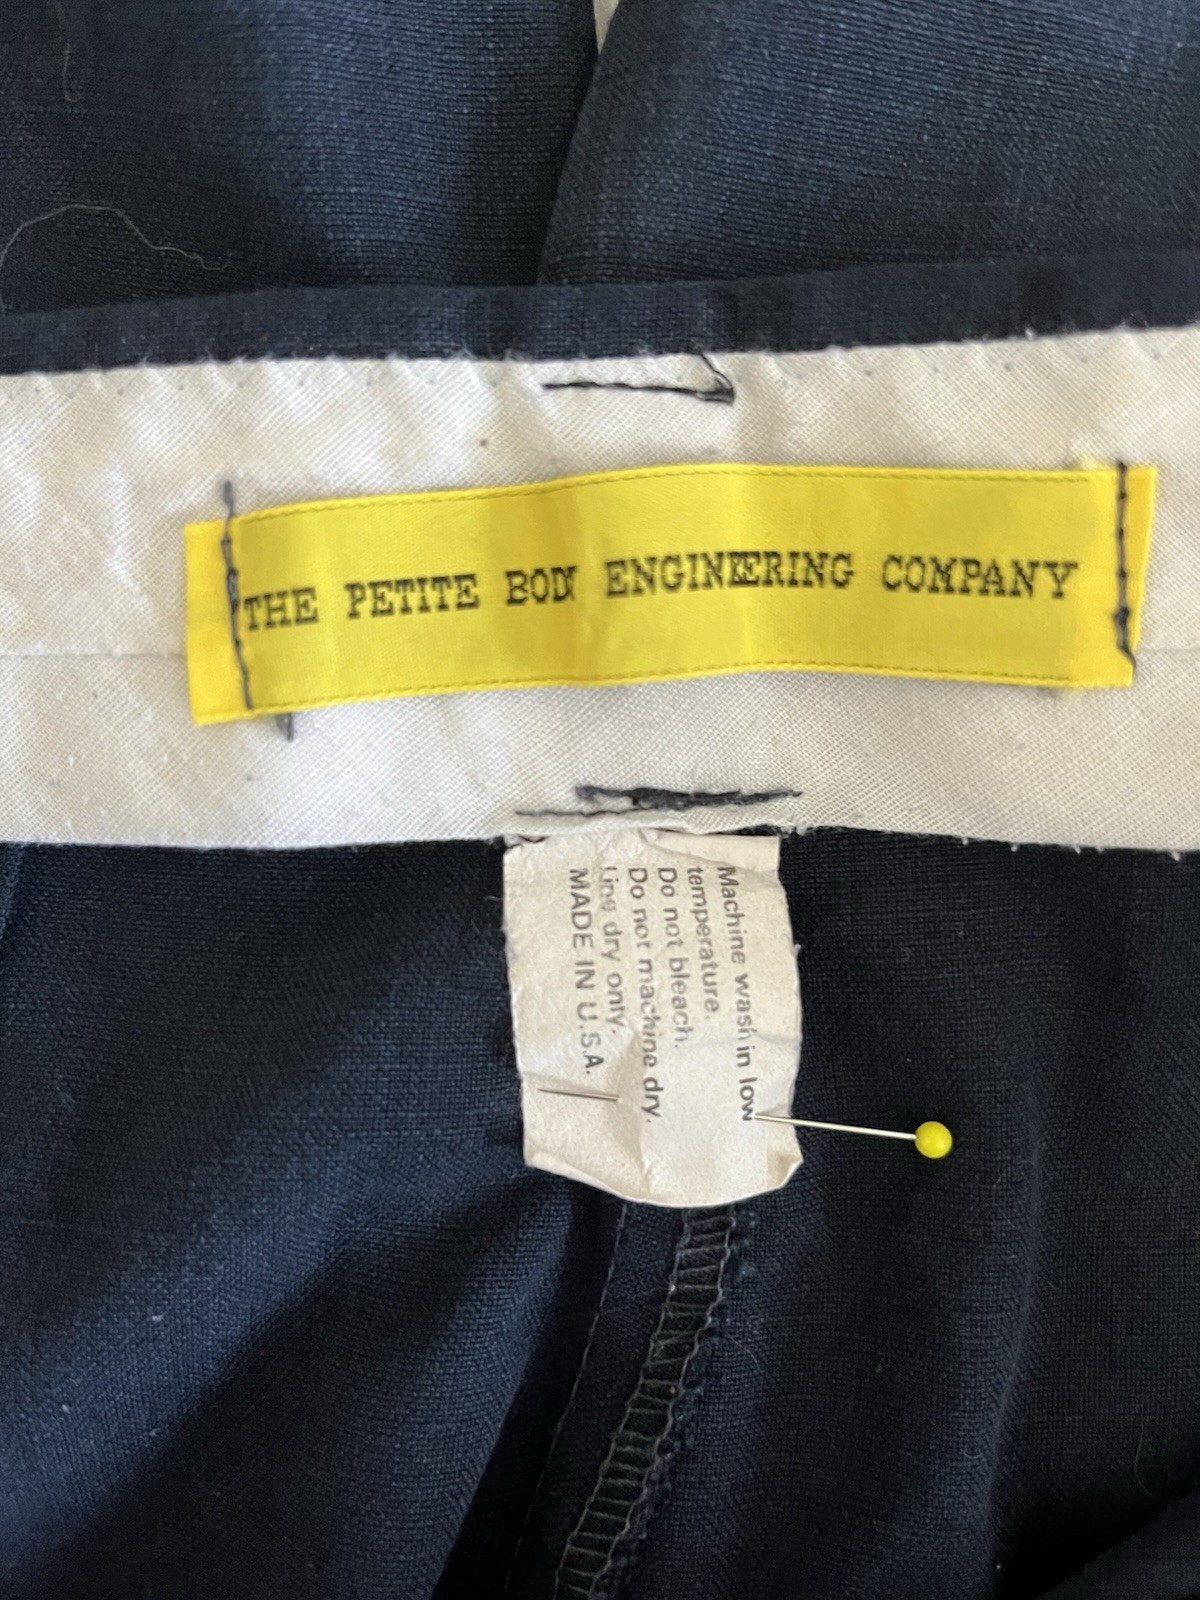 THE PETITE BODY ENGINEERING COMPANY
Machine wash in low
temperature.
Do not bleach.
Do not machine dry.
Line dry only.
MADE IN U.S.A.